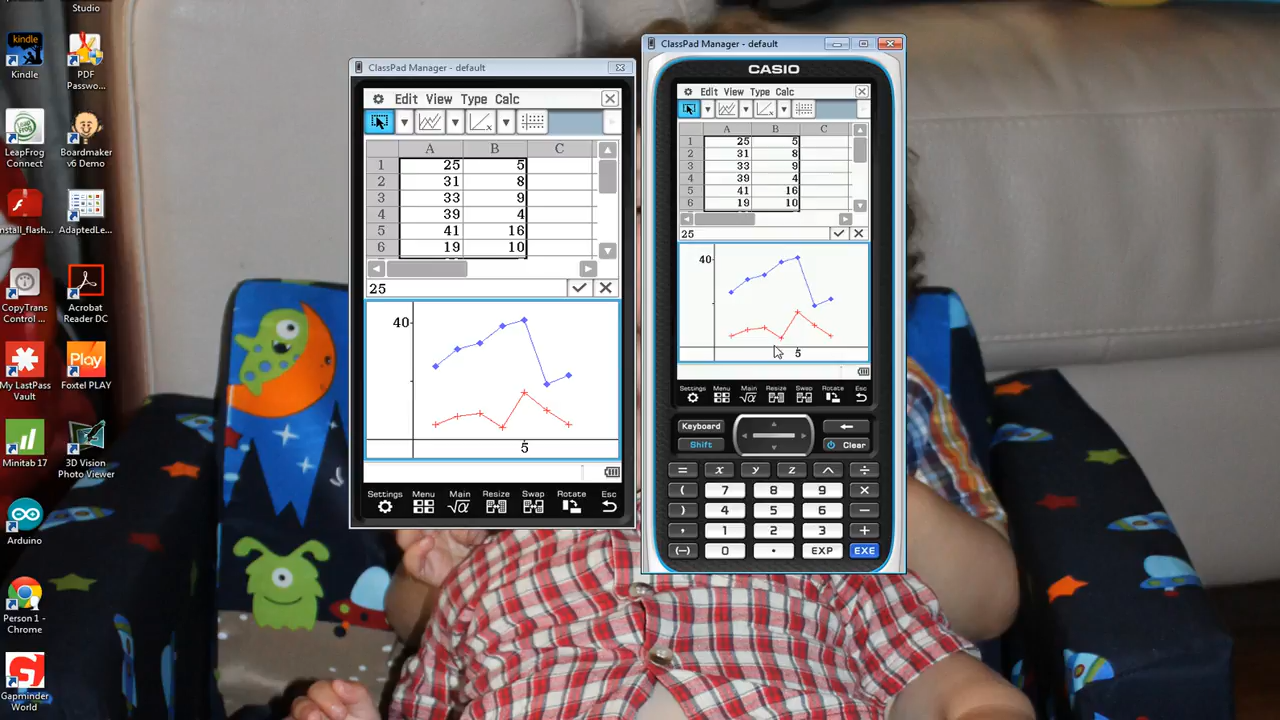 Studio
Kindle
PDF
Passwo...
LeapFrog
Connect
Boardmaker
v6 Demo
install_flash...
AdaptedLe...
CopyTrans
Control ...
Acrobat
Reader DC
My LastPass
Vault
Play
Foxtel PLAY
Minitab 17
3D Vision
Photo Viewer
Arduino
Person 1 -
Chrome
Gapminder
World
ClassPad Manager - default
Edit View Type Calc
A B C
1 25 5
2 31 8
3 33 9
4 39 4
5 41 16
6 19 10
25
40
5
Settings Menu Main Resize Swap Rotate Esc
ClassPad Manager - default
CASIO
Edit View Type Calc
A B C
1 25 5
2 31 8
3 33 9
4 39 4
5 41 16
6 19 10
25
40
5
Settings Menu Main Resize Swap Rotate Esc
Keyboard
Shift Clear
= x y z ^ ÷
( 7 8 9 ×
) 4 5 6 −
, 1 2 3 +
(−) 0 • EXP EXE